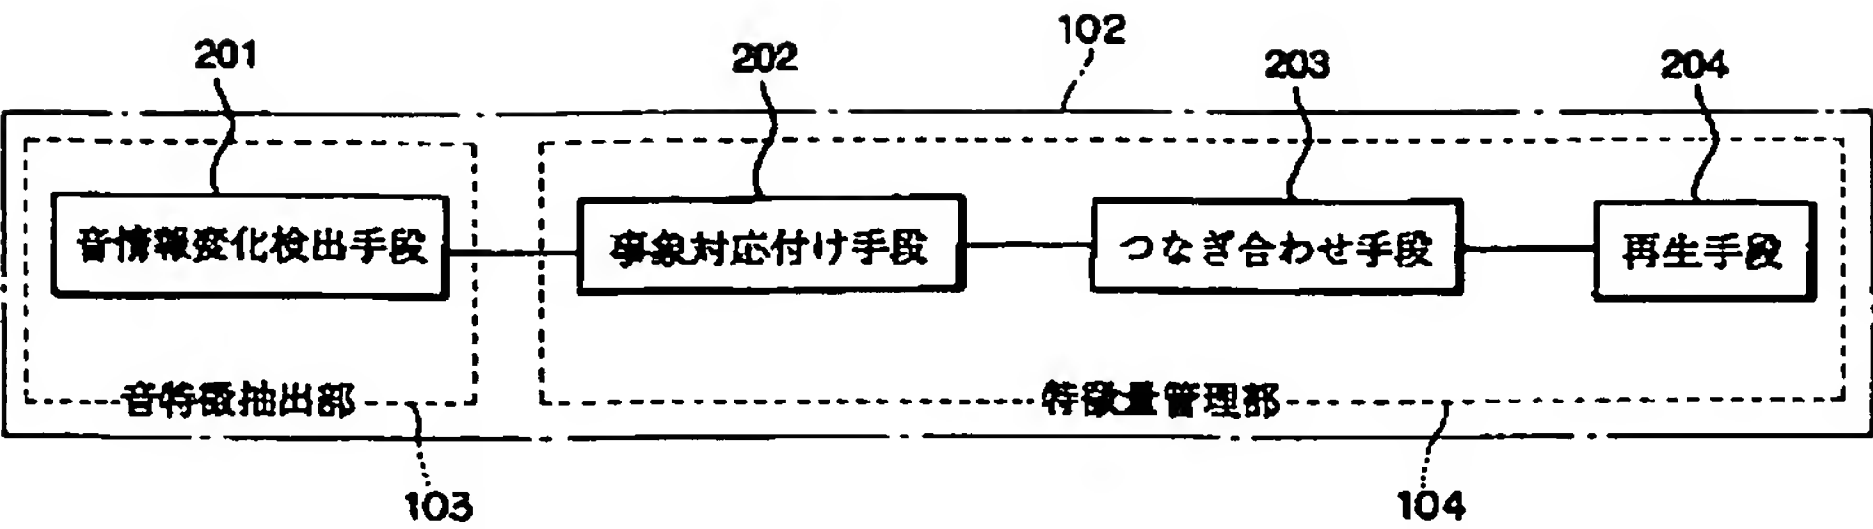 102
201
202
203
204
音情報変化検出手段
事象対応付け手段
つなぎ合わせ手段
再生手段
音特徴抽出部
特徴量管理部
103
104